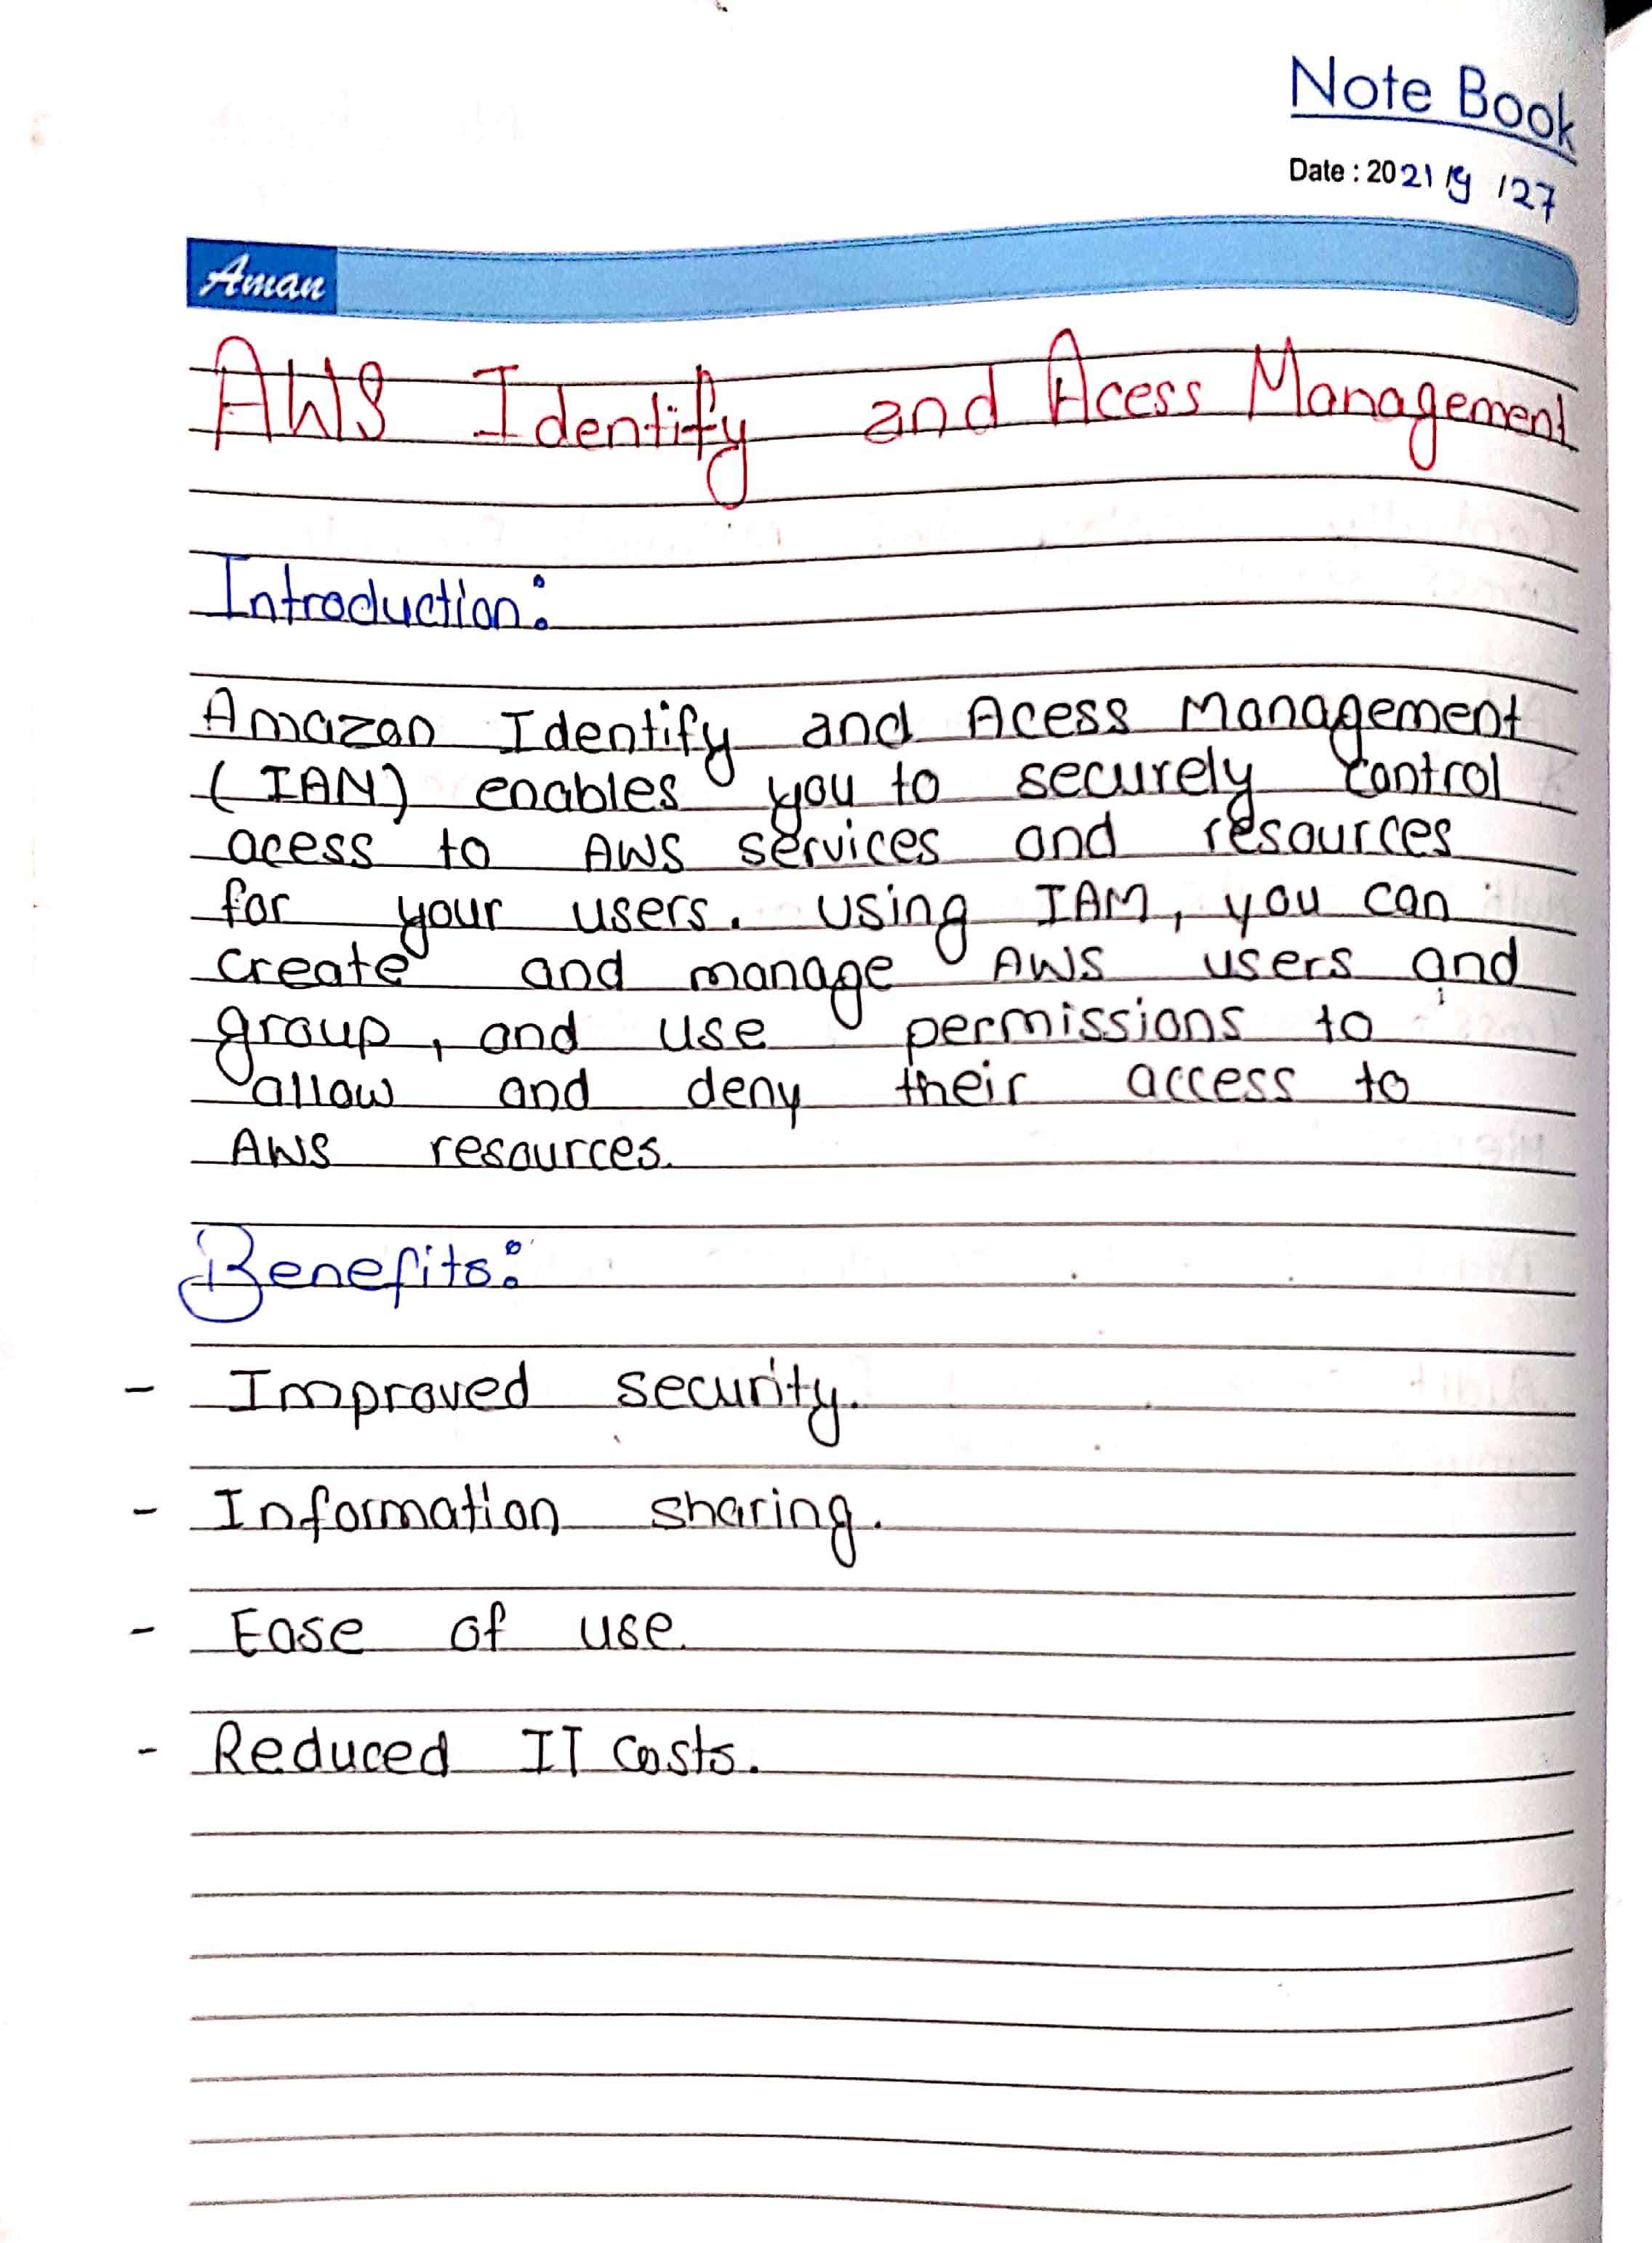 Note Book
Date : 2021/9/27
Aman
AWS Identify and Acess Management
Introduction:
Amazon Identify and Acess Management
(IAM) enables you to securely control
acess to AWS services and resources
for your users. using IAM, you can
create and manage AWS users and
group, and use permissions to
allow and deny their access to
AWS resources.
Benefits:
- Improved security.
- Information sharing.
- Ease of use.
- Reduced IT costs.